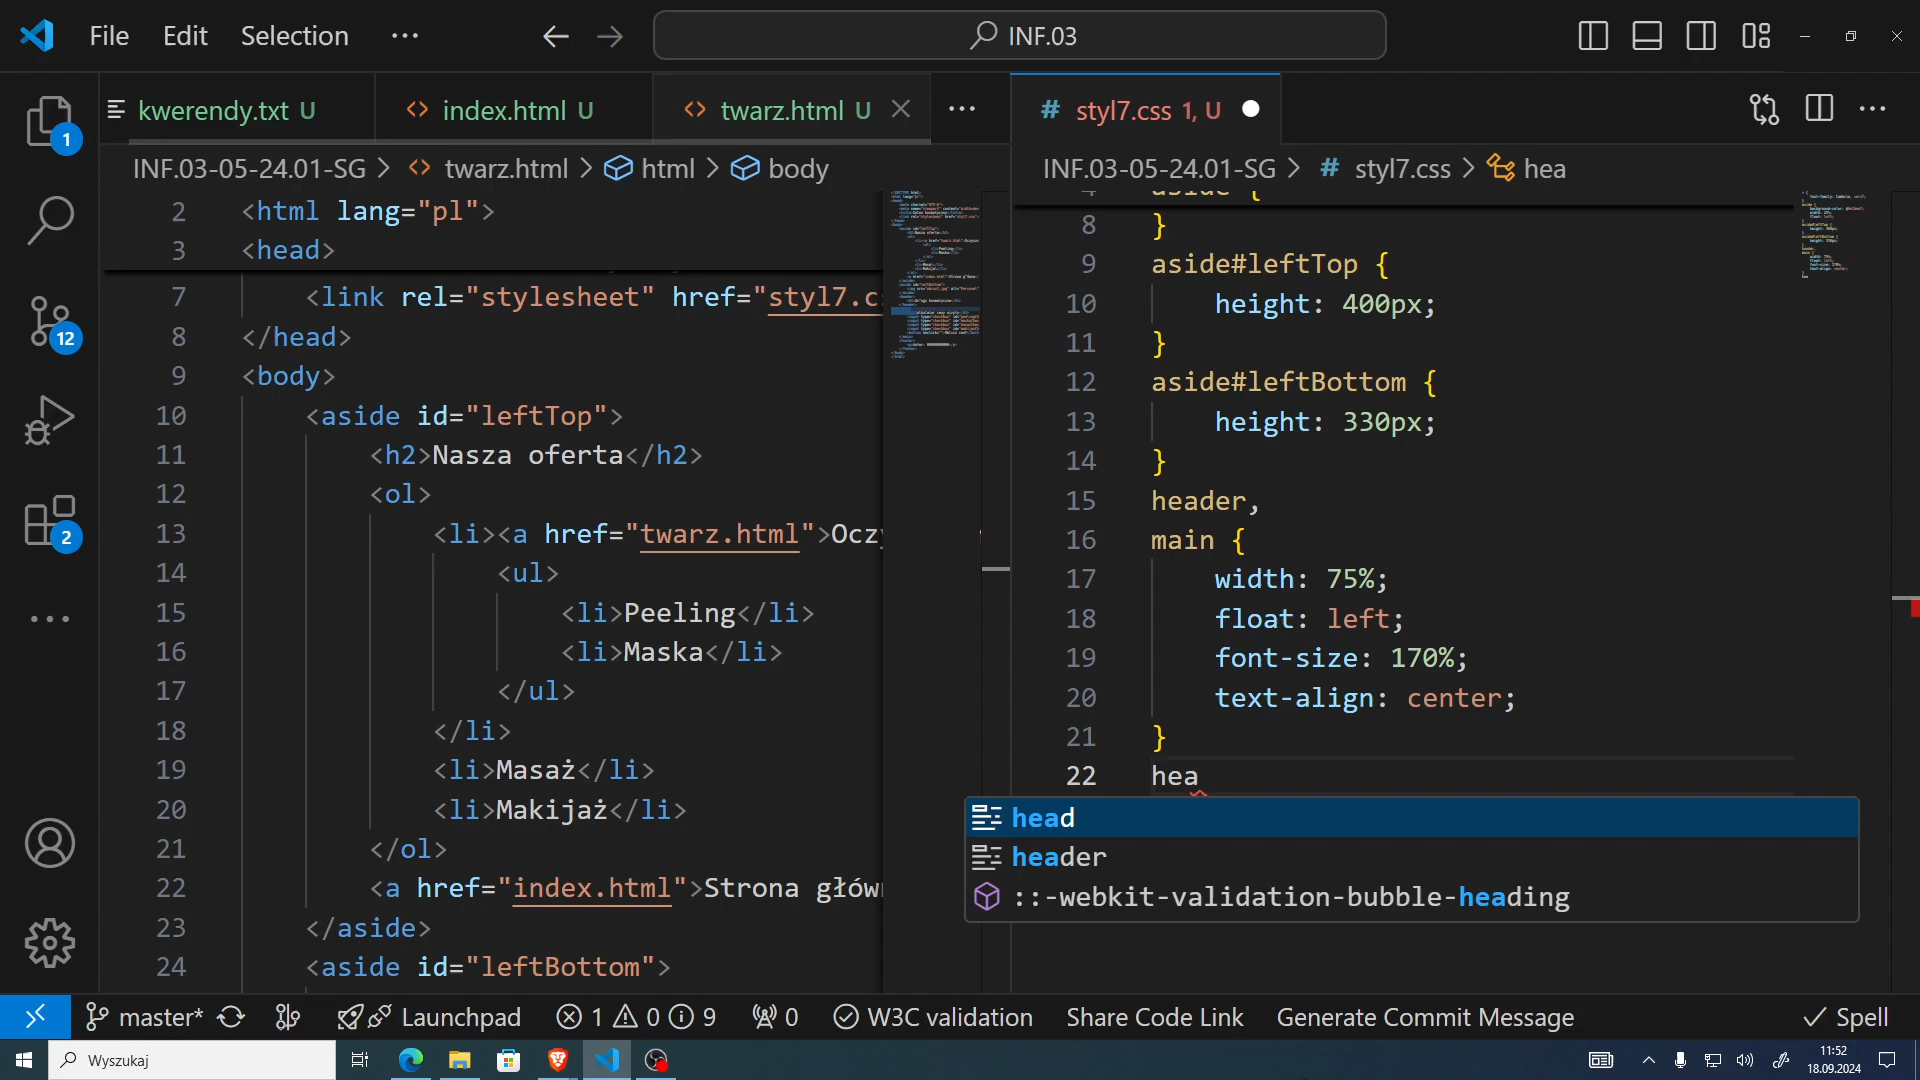 File Edit Selection ··· INF.03
kwerendy.txt U index.html U twarz.html U ··· # styl7.css 1, U ···
INF.03-05-24.01-SG > twarz.html > html > body
INF.03-05-24.01-SG > # styl7.css > hea
2 <html lang="pl">
3 <head>
7 <link rel="stylesheet" href="styl7.cs
8 </head>
9 <body>
10 <aside id="leftTop">
11 <h2>Nasza oferta</h2>
12 <ol>
13 <li><a href="twarz.html">Oczy
14 <ul>
15 <li>Peeling</li>
16 <li>Maska</li>
17 </ul>
18 </li>
19 <li>Masaż</li>
20 <li>Makijaż</li>
21 </ol>
22 <a href="index.html">Strona główn
23 </aside>
24 <aside id="leftBottom">
4 aside {
8 }
9 aside#leftTop {
10 height: 400px;
11 }
12 aside#leftBottom {
13 height: 330px;
14 }
15 header,
16 main {
17 width: 75%;
18 float: left;
19 font-size: 170%;
20 text-align: center;
21 }
22 hea
head
header
::-webkit-validation-bubble-heading
1
12
2
master* Launchpad 1 0 9 0 W3C validation Share Code Link Generate Commit Message Spell
Wyszukaj
11:52
18.09.2024